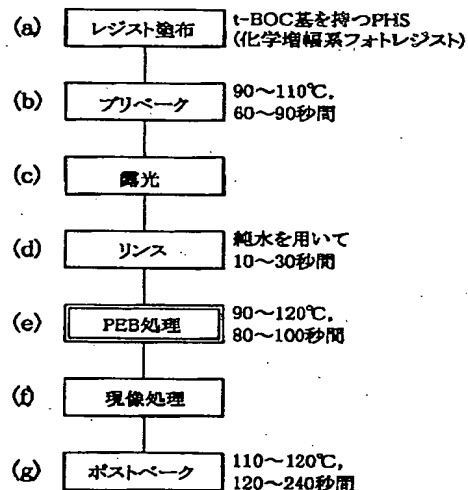 (a) レジスト塗布 t-BOC基を持つPHS
(化学増幅系フォトレジスト)
(b) プリベーク 90～110℃,
60～90秒間
(c) 露光
(d) リンス 純水を用いて
10～30秒間
(e) PEB処理 90～120℃,
80～100秒間
(f) 現像処理
(g) ポストベーク 110～120℃,
120～240秒間